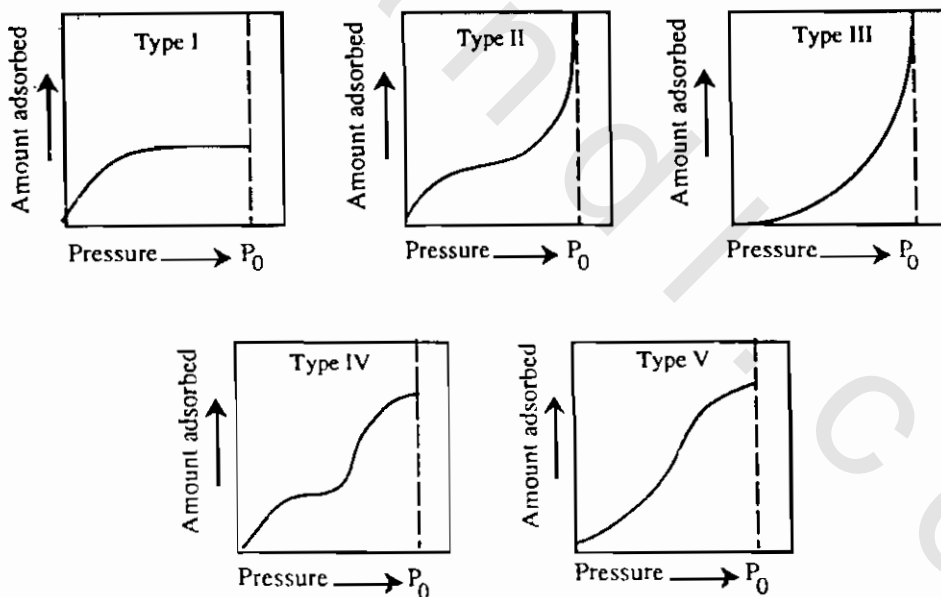 Type I
Amount adsorbed
Pressure P0
Type II
Amount adsorbed
Pressure P0
Type III
Amount adsorbed
Pressure P0
Type IV
Amount adsorbed
Pressure P0
Type V
Amount adsorbed
Pressure P0